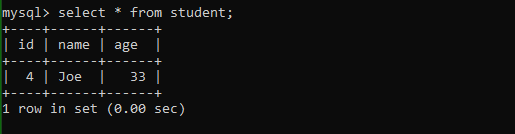 mysql> select * from student;
+----+------+------+
| id | name | age  |
+----+------+------+
|  4 | Joe  |   33 |
+----+------+------+
1 row in set (0.00 sec)